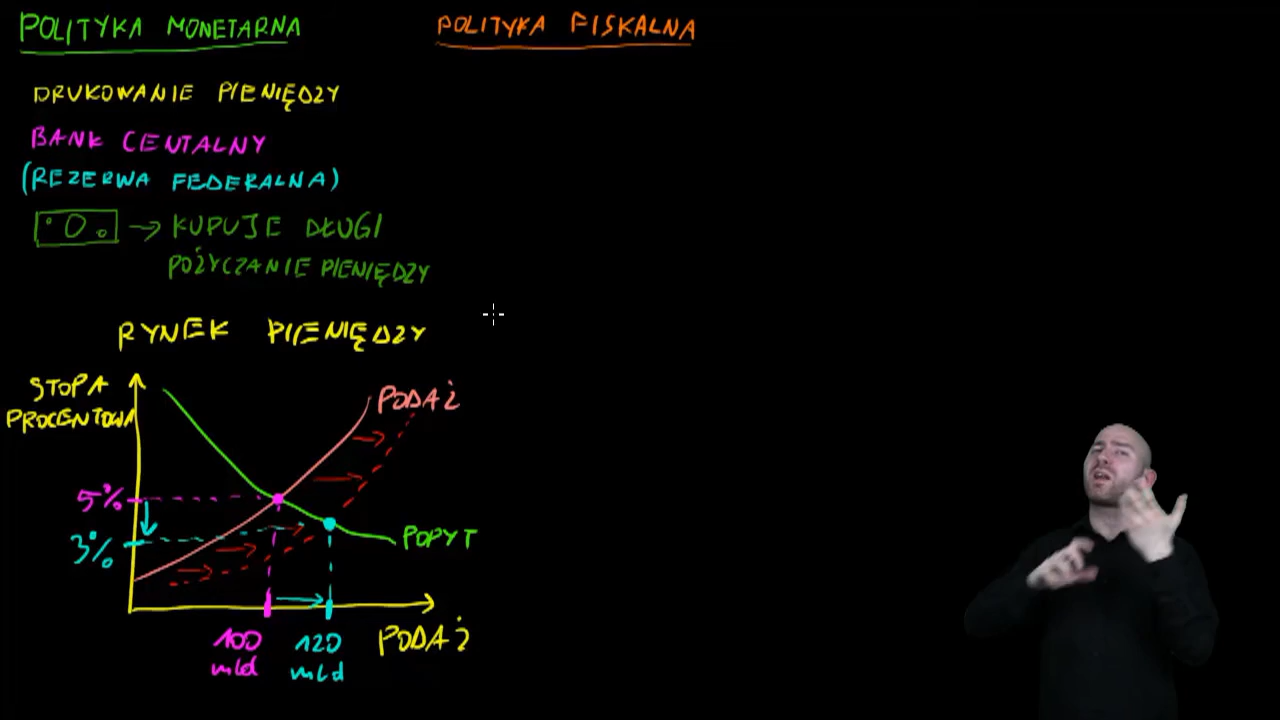 POLITYKA MONETARNA
POLITYKA FISKALNA
DRUKOWANIE PIENIĘDZY
BANK CENTALNY
(REZERWA FEDERALNA)
KUPUJE DŁUGI
POŻYCZANIE PIENIĘDZY
RYNEK PIENIĘDZY
STOPA
PROCENTOWA
PODAŻ
5%
3%
POPYT
100
mld
120
mld
PODAŻ